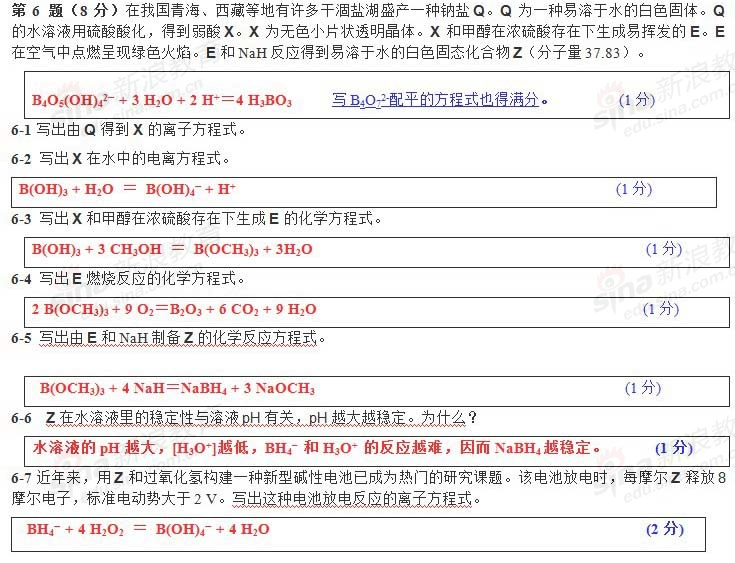 第 6 题(8 分)在我国青海、西藏等地有许多干涸盐湖盛产一种钠盐 Q。Q 为一种易溶于水的白色固体。Q
的水溶液用硫酸酸化，得到弱酸 X。X 为无色小片状透明晶体。X 和甲醇在浓硫酸存在下生成易挥发的 E。E
在空气中点燃呈现绿色火焰。E 和 NaH 反应得到易溶于水的白色固态化合物 Z（分子量 37.83）。
B₄O₅(OH)₄²⁻ + 3 H₂O + 2 H⁺＝4 H₃BO₃ 写 B₄O₇²⁻配平的方程式也得满分。 (1 分)
6-1 写出由 Q 得到 X 的离子方程式。
6-2 写出 X 在水中的电离方程式。
B(OH)₃ + H₂O ＝ B(OH)₄⁻ + H⁺ (1 分)
6-3 写出 X 和甲醇在浓硫酸存在下生成 E 的化学方程式。
B(OH)₃ + 3 CH₃OH ＝ B(OCH₃)₃ + 3H₂O (1 分)
6-4 写出 E 燃烧反应的化学方程式。
2 B(OCH₃)₃ + 9 O₂＝B₂O₃ + 6 CO₂ + 9 H₂O (1 分)
6-5 写出由 E 和 NaH 制备 Z 的化学反应方程式。
B(OCH₃)₃ + 4 NaH＝NaBH₄ + 3 NaOCH₃ (1 分)
6-6 Z 在水溶液里的稳定性与溶液 pH 有关，pH 越大越稳定。为什么？
水溶液的 pH 越大，[H₃O⁺]越低，BH₄⁻ 和 H₃O⁺ 的反应越难，因而 NaBH₄ 越稳定。 (1 分)
6-7 近年来，用 Z 和过氧化氢构建一种新型碱性电池已成为热门的研究课题。该电池放电时，每摩尔 Z 释放 8
摩尔电子，标准电动势大于 2 V。写出这种电池放电反应的离子方程式。
BH₄⁻ + 4 H₂O₂ ＝ B(OH)₄⁻ + 4 H₂O (2 分)
sina 新浪教育
edu.sina.com.cn